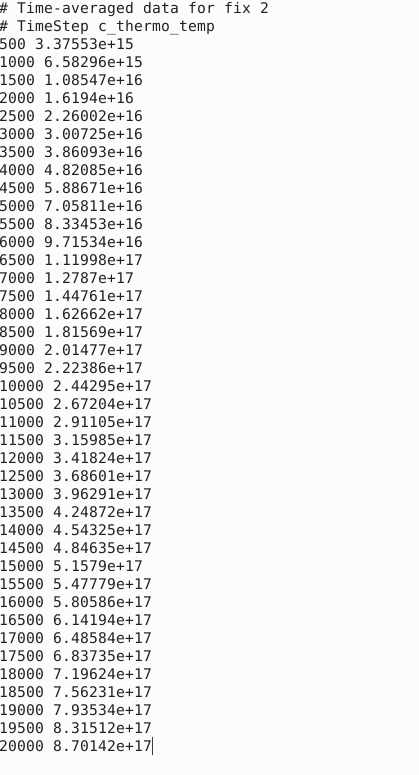 # Time-averaged data for fix 2
# TimeStep c_thermo_temp
500 3.37553e+15
1000 6.58296e+15
1500 1.08547e+16
2000 1.6194e+16
2500 2.26002e+16
3000 3.00725e+16
3500 3.86093e+16
4000 4.82085e+16
4500 5.88671e+16
5000 7.05811e+16
5500 8.33453e+16
6000 9.71534e+16
6500 1.11998e+17
7000 1.2787e+17
7500 1.44761e+17
8000 1.62662e+17
8500 1.81569e+17
9000 2.01477e+17
9500 2.22386e+17
10000 2.44295e+17
10500 2.67204e+17
11000 2.91105e+17
11500 3.15985e+17
12000 3.41824e+17
12500 3.68601e+17
13000 3.96291e+17
13500 4.24872e+17
14000 4.54325e+17
14500 4.84635e+17
15000 5.1579e+17
15500 5.47779e+17
16000 5.80586e+17
16500 6.14194e+17
17000 6.48584e+17
17500 6.83735e+17
18000 7.19624e+17
18500 7.56231e+17
19000 7.93534e+17
19500 8.31512e+17
20000 8.70142e+17